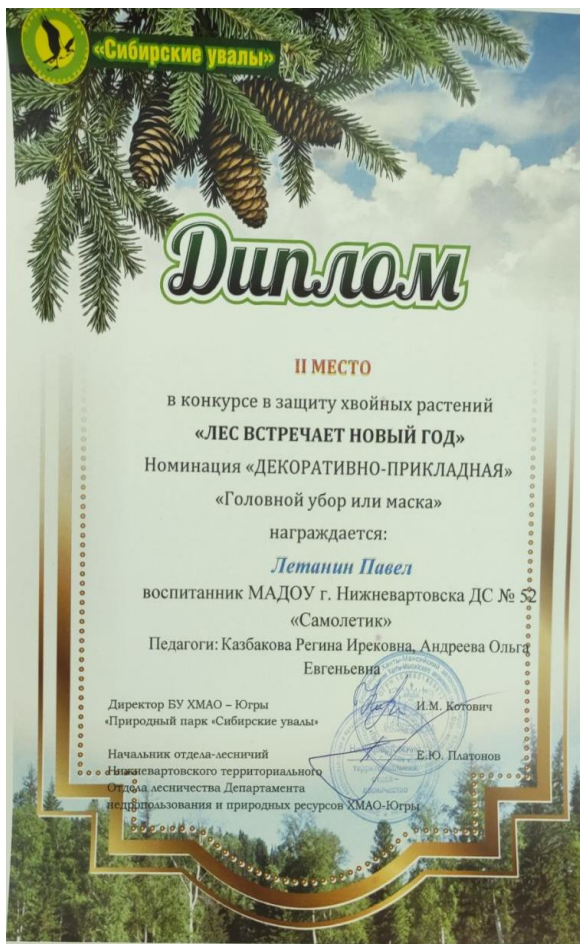 «Сибирские увалы»
Диплом
II МЕСТО
в конкурсе в защиту хвойных растений
«ЛЕС ВСТРЕЧАЕТ НОВЫЙ ГОД»
Номинация «ДЕКОРАТИВНО-ПРИКЛАДНАЯ»
«Головной убор или маска»
награждается:
Летанин Павел
воспитанник МАДОУ г. Нижневартовска ДС № 52
«Самолетик»
Педагоги: Казбакова Регина Ирековна, Андреева Ольга
Евгеньевна
Директор БУ ХМАО – Югры И.М. Котович
«Природный парк «Сибирские увалы»
Начальник отдела-лесничий Е.Ю. Платонов
Нижневартовского территориального
Отдела лесничества Департамента
недропользования и природных ресурсов ХМАО-Югры